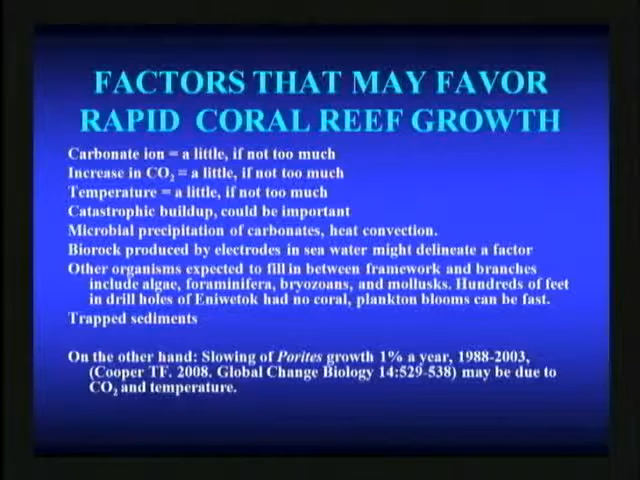 FACTORS THAT MAY FAVOR
RAPID CORAL REEF GROWTH
Carbonate ion = a little, if not too much
Increase in CO2 = a little, if not too much
Temperature = a little, if not too much
Catastrophic buildup, could be important
Microbial precipitation of carbonates, heat convection.
Biorock produced by electrodes in sea water might delineate a factor
Other organisms expected to fill in between framework and branches
include algae, foraminifera, bryozoans, and mollusks. Hundreds of feet
in drill holes of Eniwetok had no coral, plankton blooms can be fast.
Trapped sediments
On the other hand: Slowing of Porites growth 1% a year, 1988-2003,
(Cooper TF. 2008. Global Change Biology 14:529-538) may be due to
CO2 and temperature.